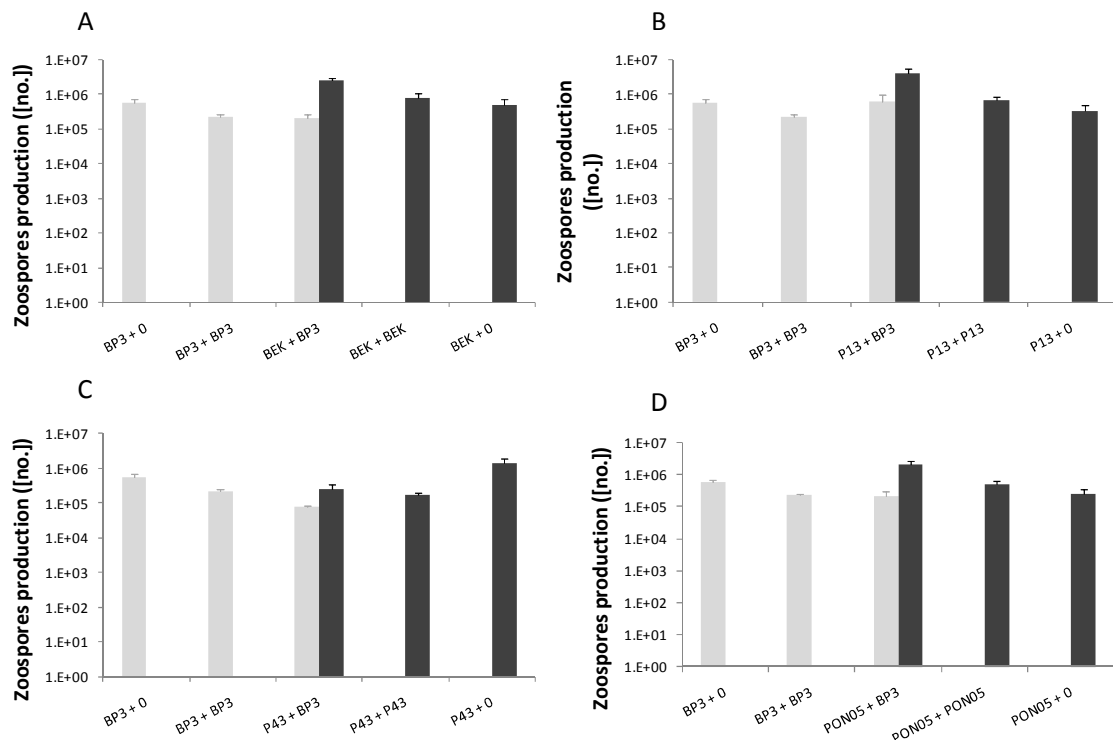 A
Zoospores production ([no.])
1.E+07
1.E+06
1.E+05
1.E+04
1.E+03
1.E+02
1.E+01
1.E+00
BP3 + 0
BP3 + BP3
BEK + BP3
BEK + BEK
BEK + 0
B
Zoospores production
([no.])
1.E+07
1.E+06
1.E+05
1.E+04
1.E+03
1.E+02
1.E+01
1.E+00
BP3 + 0
BP3 + BP3
P13 + BP3
P13 + P13
P13 + 0
C
Zoospores production ([no.])
1.E+07
1.E+06
1.E+05
1.E+04
1.E+03
1.E+02
1.E+01
1.E+00
BP3 + 0
BP3 + BP3
P43 + BP3
P43 + P43
P43 + 0
D
Zoospores production ([no.])
1.E+07
1.E+06
1.E+05
1.E+04
1.E+03
1.E+02
1.E+01
1.E+00
BP3 + 0
BP3 + BP3
PON05 + BP3
PON05 + PON05
PON05 + 0